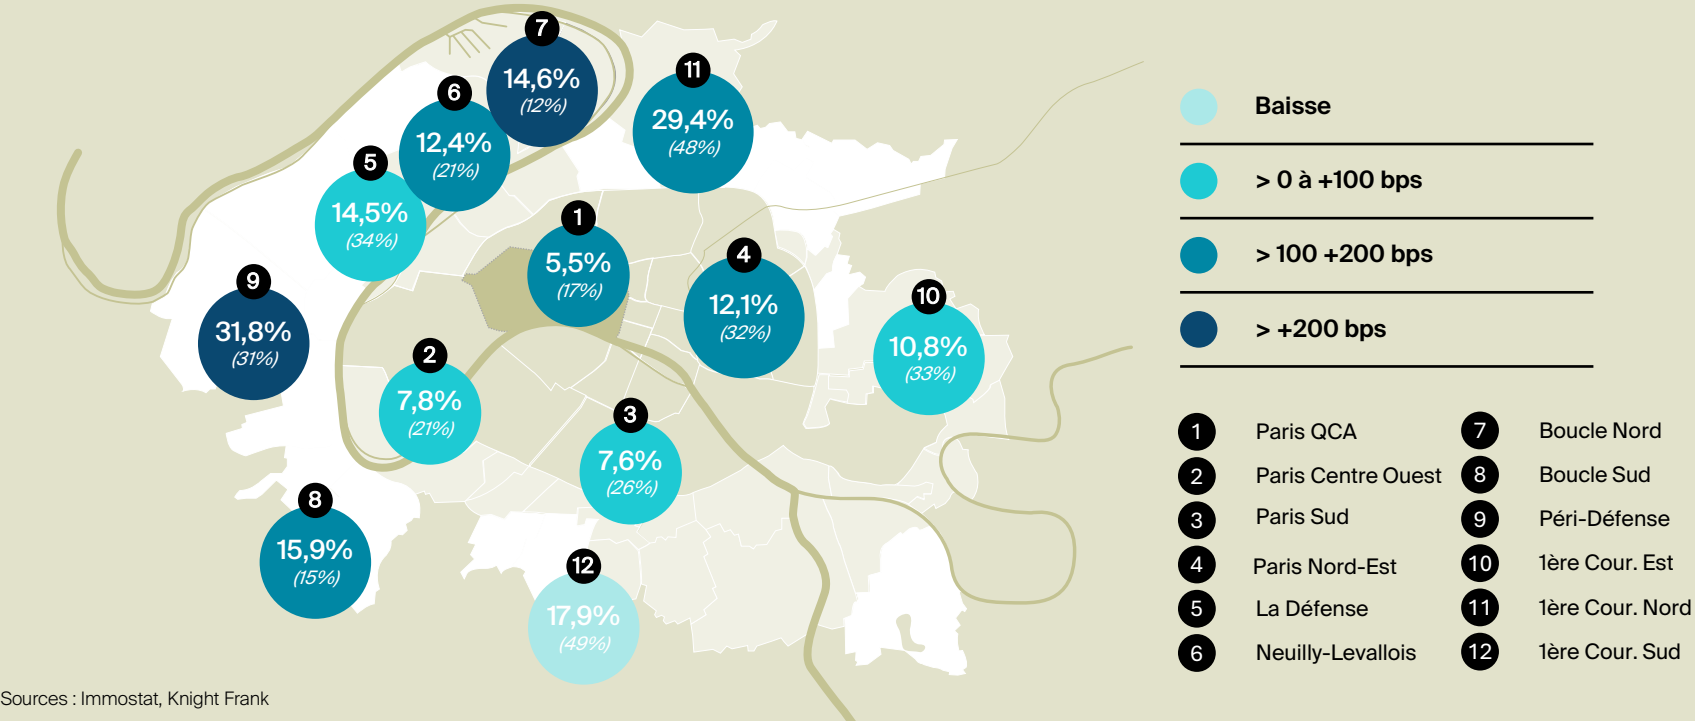 7
14,6%
(12%)
11
29,4%
(48%)
6
12,4%
(21%)
5
14,5%
(34%)
1
5,5%
(17%)
4
12,1%
(32%)
9
31,8%
(31%)
10
10,8%
(33%)
2
7,8%
(21%)
3
7,6%
(26%)
8
15,9%
(15%)
12
17,9%
(49%)
Baisse
> 0 à +100 bps
> 100 +200 bps
> +200 bps
1 Paris QCA
2 Paris Centre Ouest
3 Paris Sud
4 Paris Nord-Est
5 La Défense
6 Neuilly-Levallois
7 Boucle Nord
8 Boucle Sud
9 Péri-Défense
10 1ère Cour. Est
11 1ère Cour. Nord
12 1ère Cour. Sud
Sources : Immostat, Knight Frank